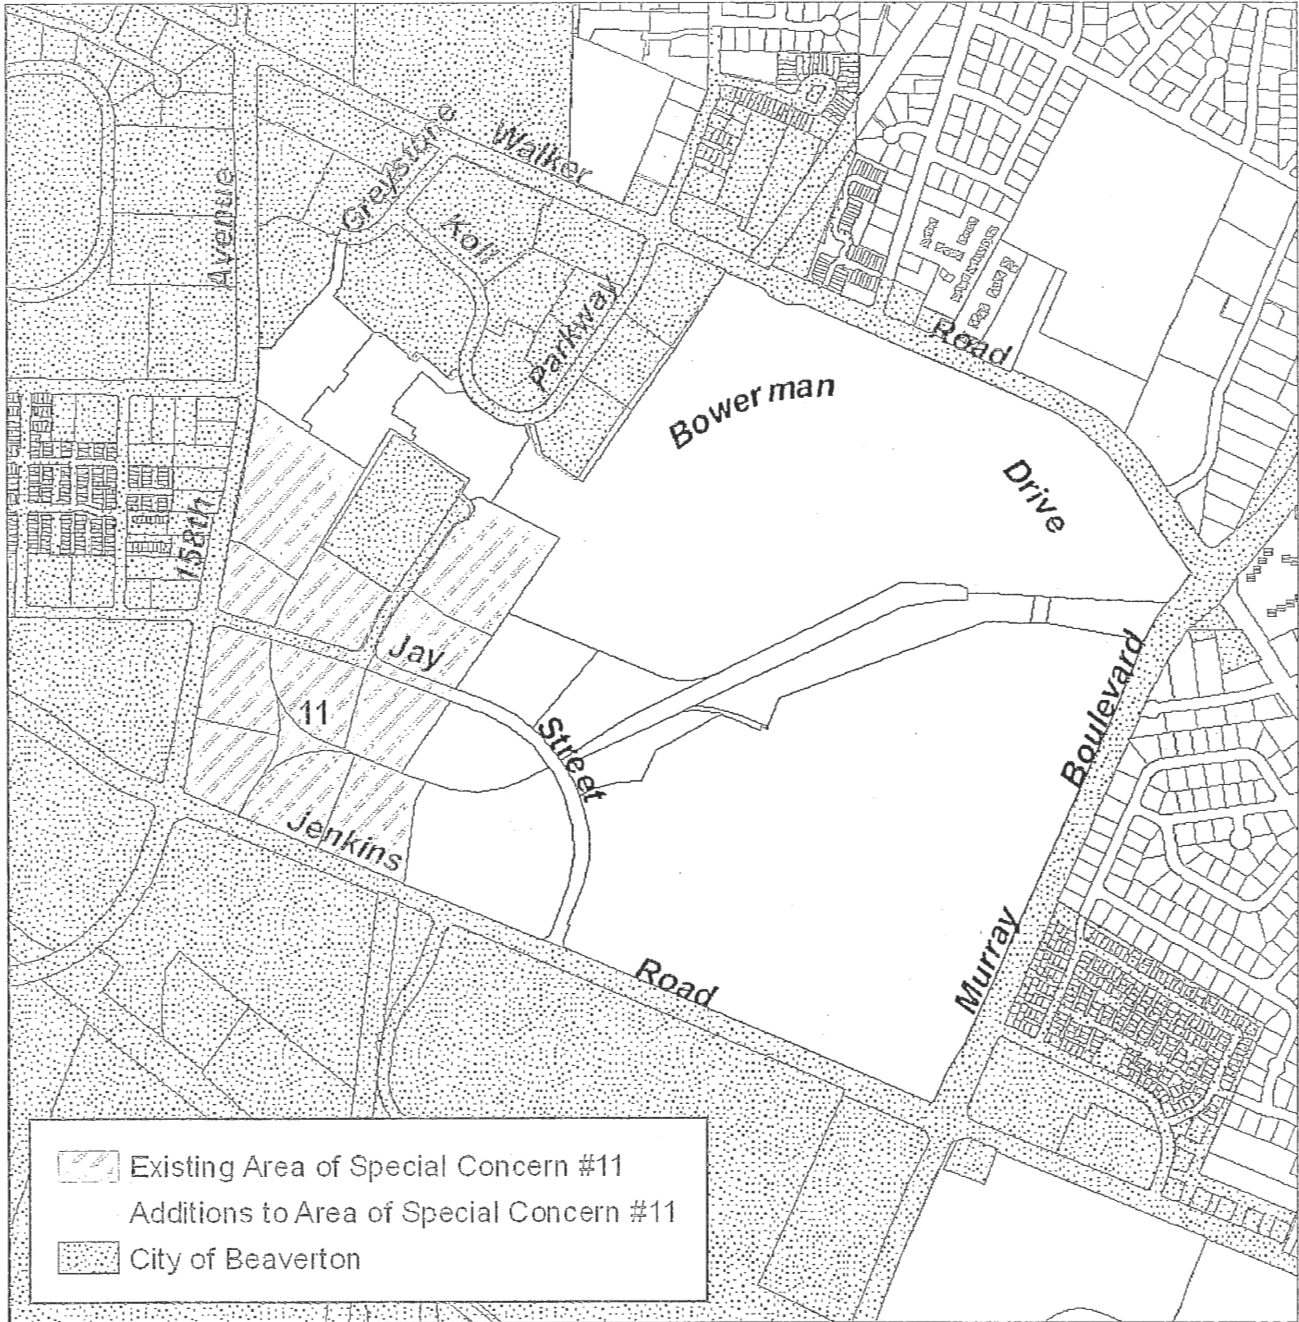 Walker
Greystone
Avenue
Koll
Parkway
Road
Bowerman
Drive
158th
Jay
11
Street
Boulevard
Jenkins
Road
Murray
Existing Area of Special Concern #11
Additions to Area of Special Concern #11
City of Beaverton